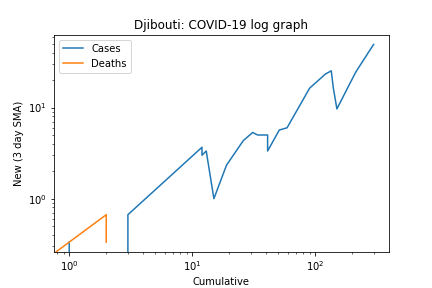 Djibouti: COVID-19 log graph
Cases
Deaths
New (3 day SMA)
10¹
10⁰
10⁰ 10¹ 10²
Cumulative